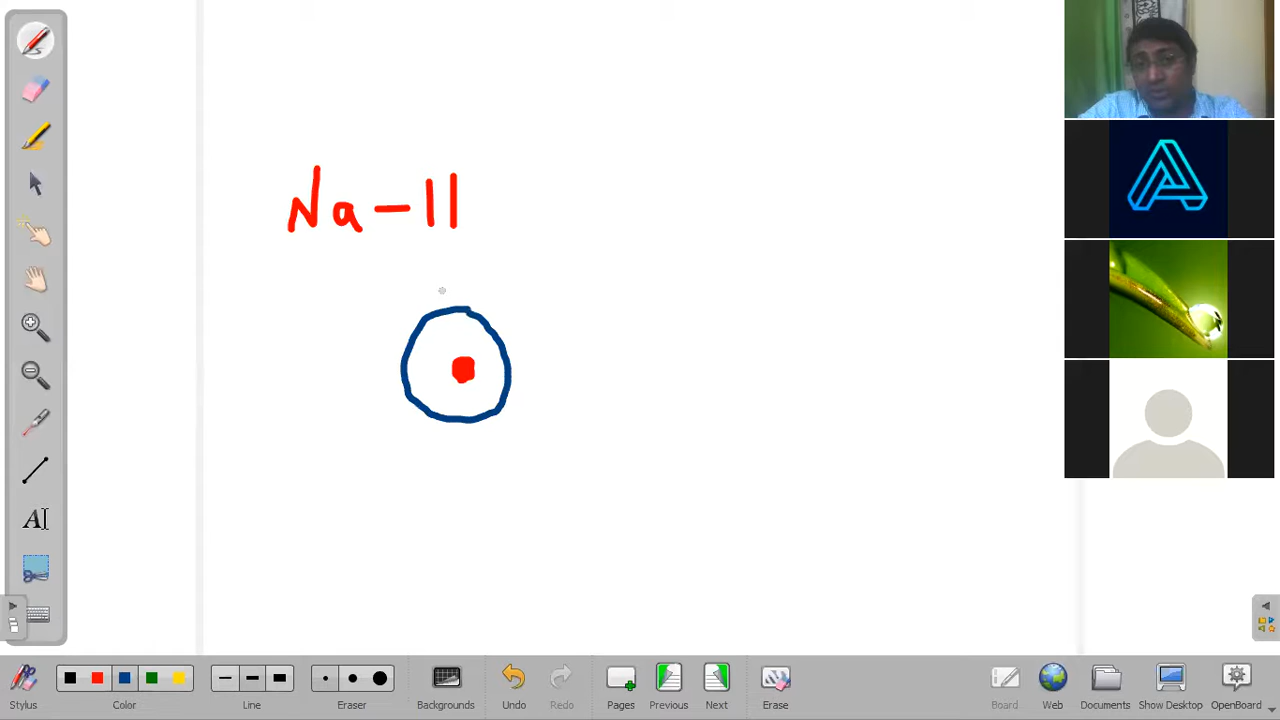 Na - 11
AI
Stylus
Color
Line
Eraser
Backgrounds
Undo
Redo
Pages
Previous
Next
Erase
Board
Web
Documents
Show Desktop
OpenBoard